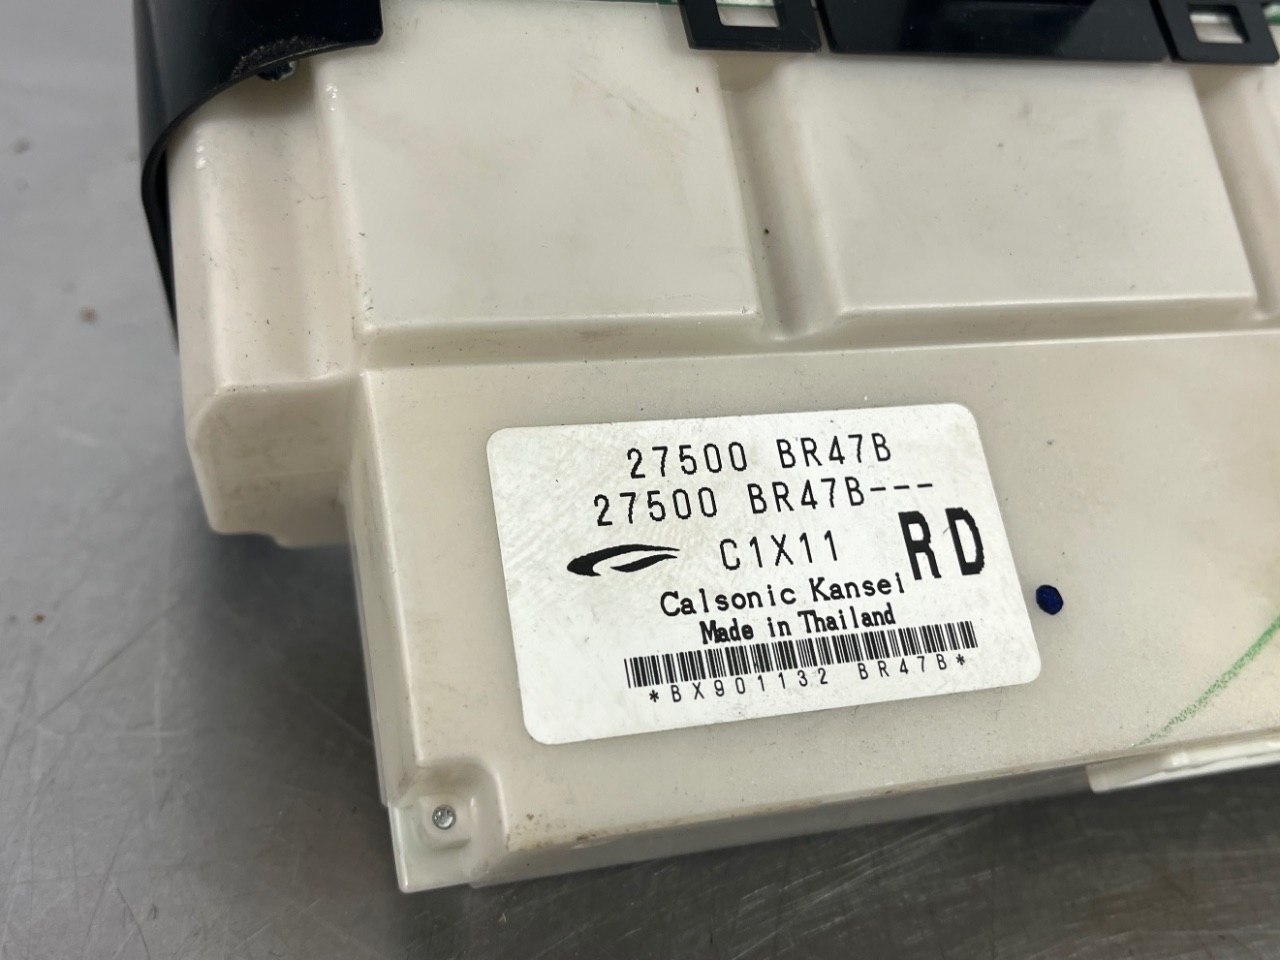 27500 BR47B
27500 BR47B---
C1X11 RD
Calsonic Kansei
Made in Thailand
*BX901132 BR47B*